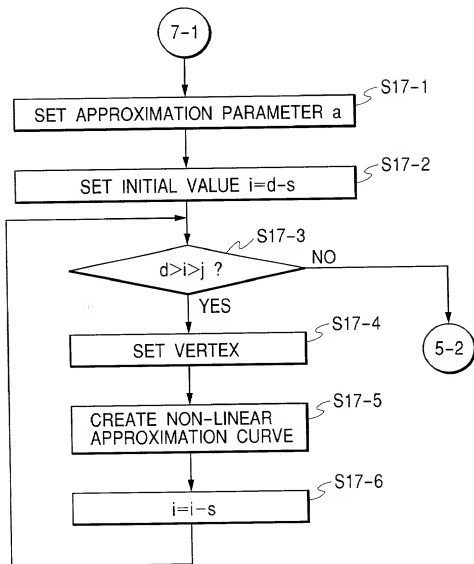 7-1
S17-1
SET APPROXIMATION PARAMETER a
S17-2
SET INITIAL VALUE i=d-s
S17-3
d>i>j ?
NO
YES
S17-4
SET VERTEX
5-2
S17-5
CREATE NON-LINEAR
APPROXIMATION CURVE
S17-6
i=i-s